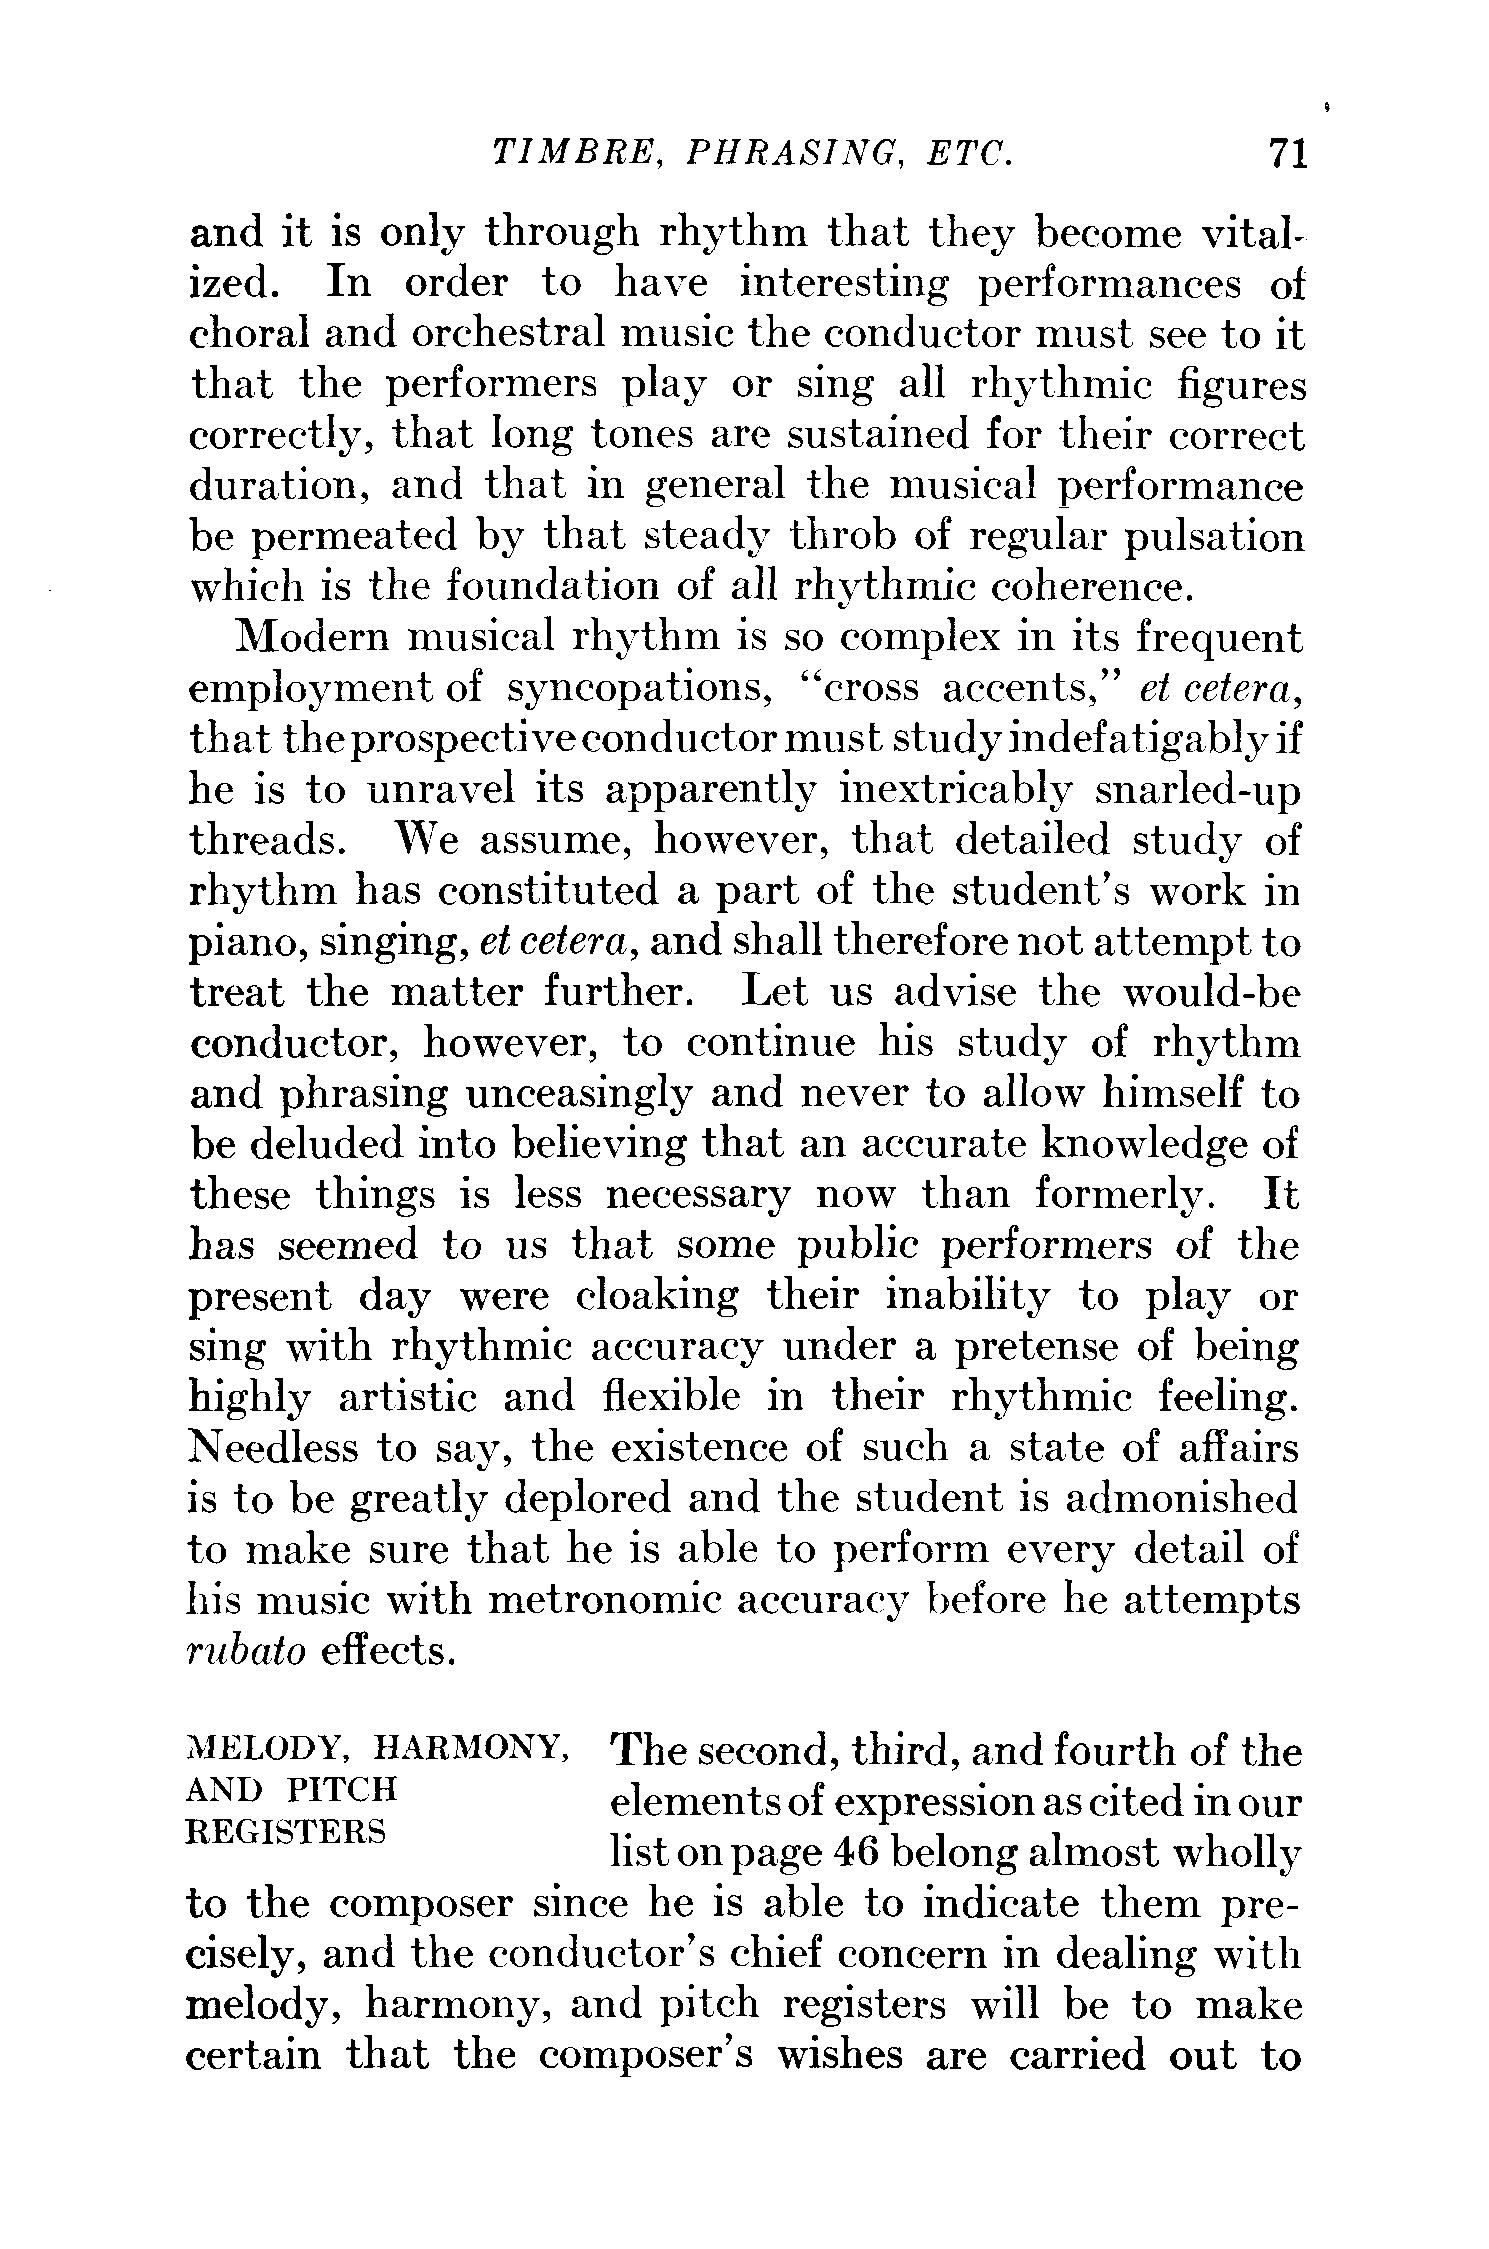 TIMBRE, PHRASING, ETC. 71
and it is only through rhythm that they become vital-
ized. In order to have interesting performances of
choral and orchestral music the conductor must see to it
that the performers play or sing all rhythmic figures
correctly, that long tones are sustained for their correct
duration, and that in general the musical performance
be permeated by that steady throb of regular pulsation
which is the foundation of all rhythmic coherence.
Modern musical rhythm is so complex in its frequent
employment of syncopations, “cross accents,” et cetera,
that the prospective conductor must study indefatigably if
he is to unravel its apparently inextricably snarled-up
threads. We assume, however, that detailed study of
rhythm has constituted a part of the student's work in
piano, singing, et cetera, and shall therefore not attempt to
treat the matter further. Let us advise the would-be
conductor, however, to continue his study of rhythm
and phrasing unceasingly and never to allow himself to
be deluded into believing that an accurate knowledge of
these things is less necessary now than formerly. It
has seemed to us that some public performers of the
present day were cloaking their inability to play or
sing with rhythmic accuracy under a pretense of being
highly artistic and flexible in their rhythmic feeling.
Needless to say, the existence of such a state of affairs
is to be greatly deplored and the student is admonished
to make sure that he is able to perform every detail of
his music with metronomic accuracy before he attempts
rubato effects.
MELODY, HARMONY,
AND PITCH
REGISTERS
The second, third, and fourth of the
elements of expression as cited in our
list on page 46 belong almost wholly
to the composer since he is able to indicate them pre-
cisely, and the conductor's chief concern in dealing with
melody, harmony, and pitch registers will be to make
certain that the composer's wishes are carried out to